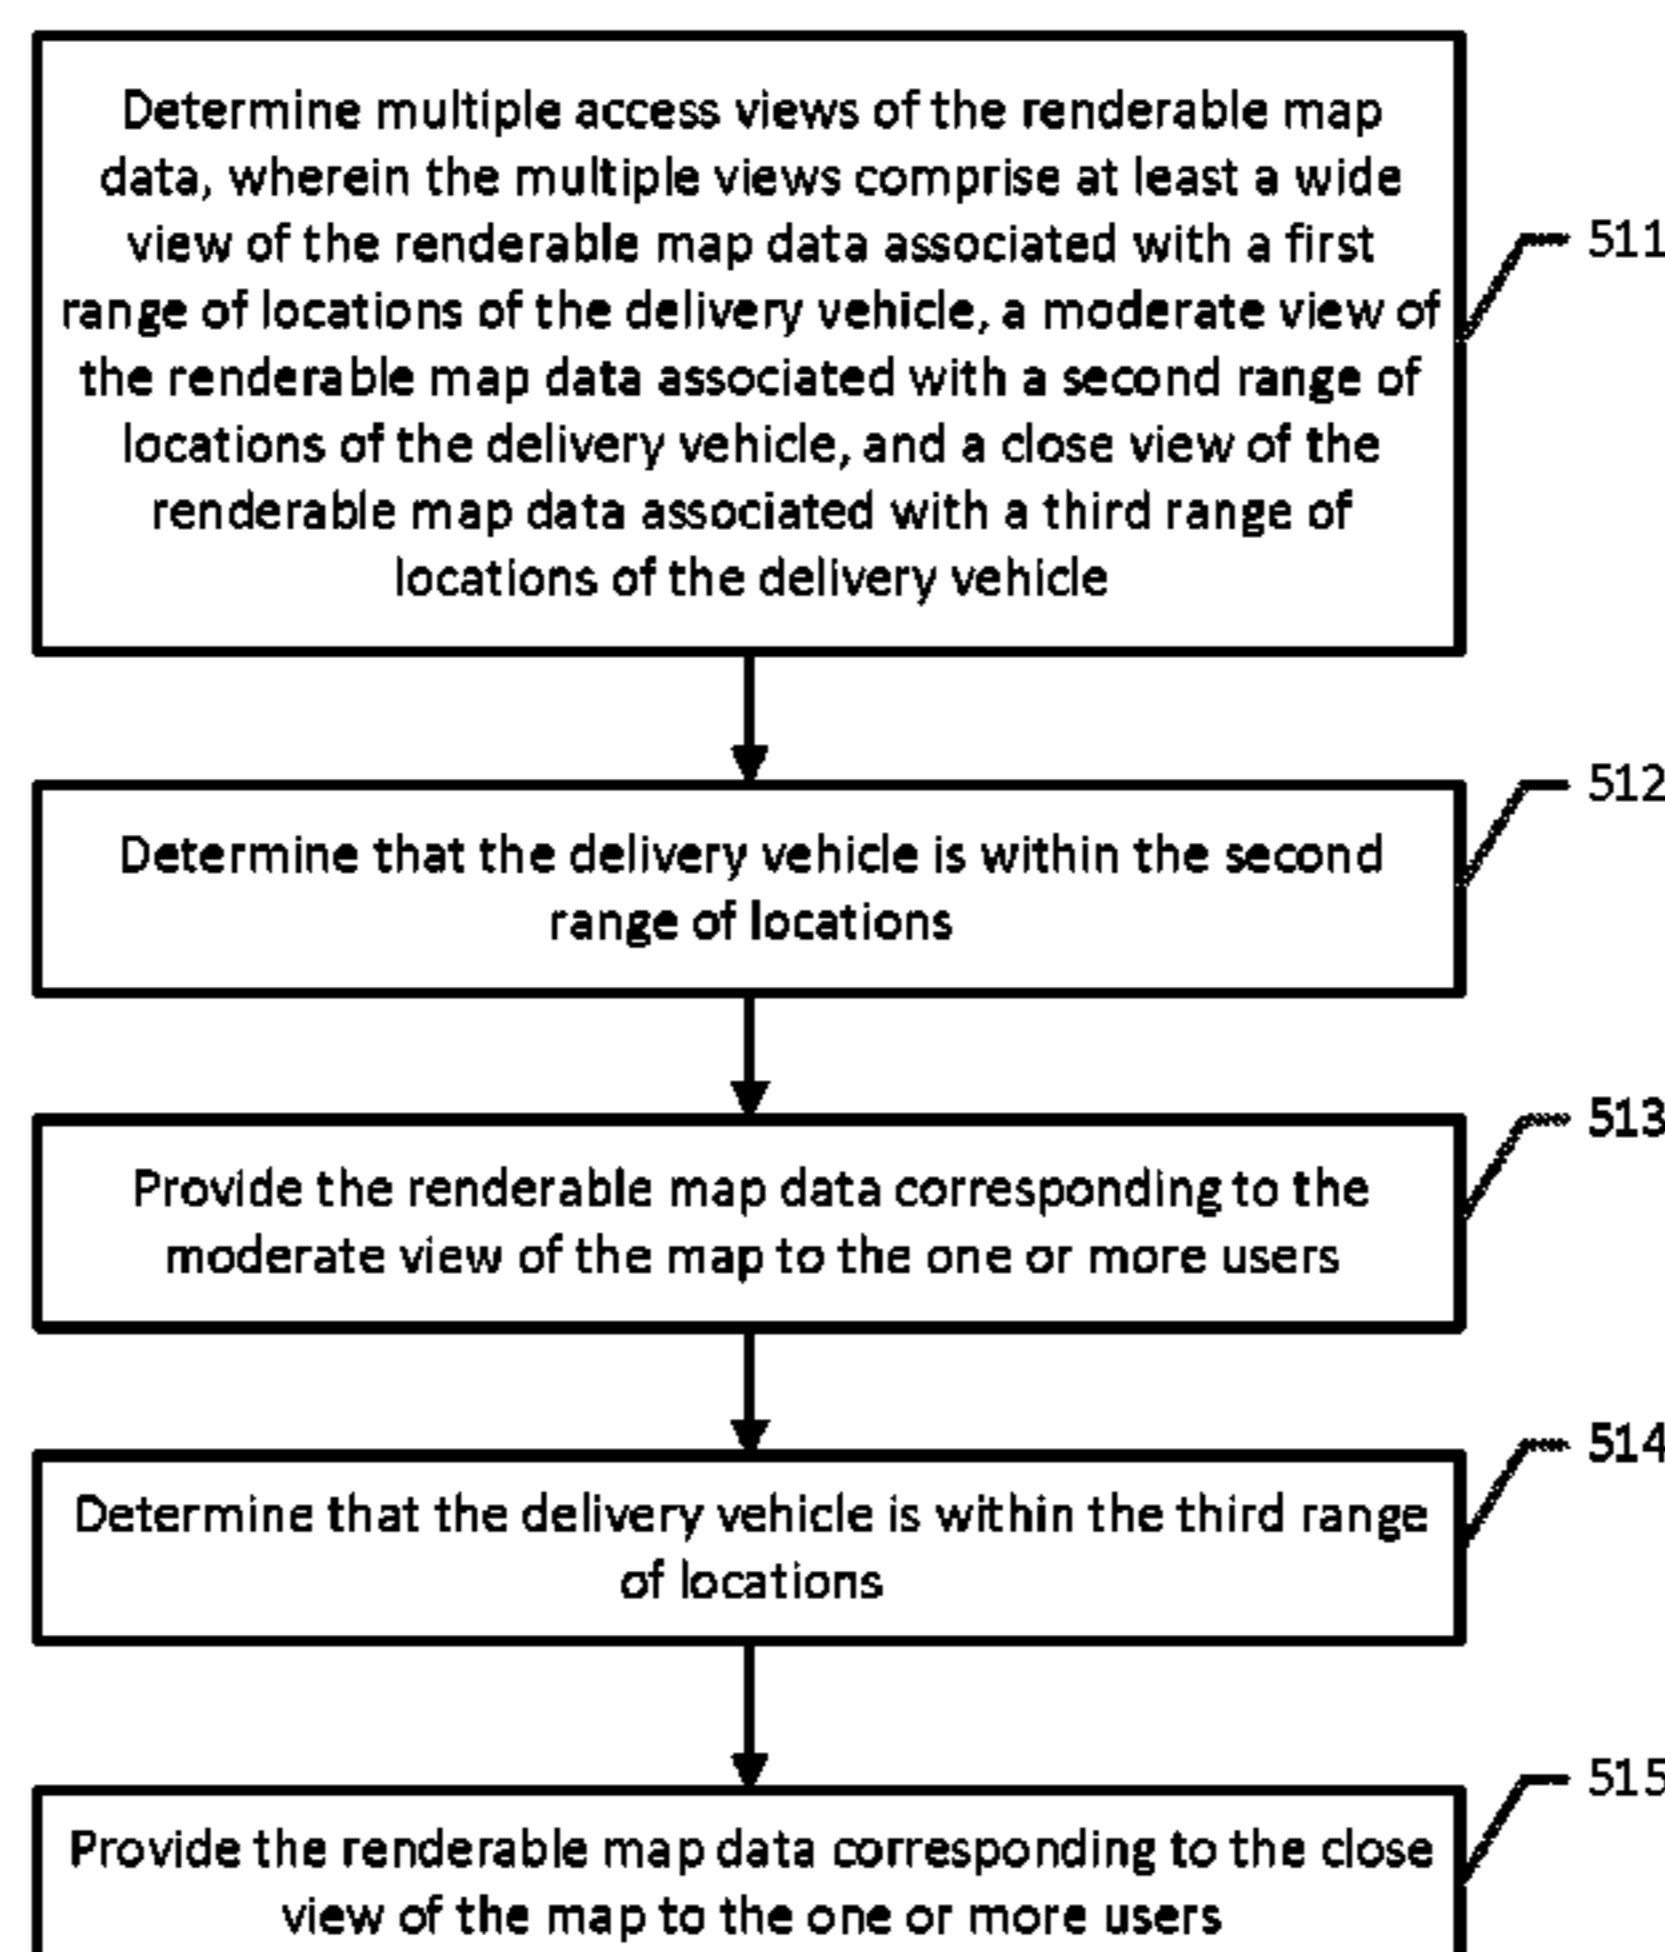 Determine multiple access views of the renderable map
data, wherein the multiple views comprise at least a wide
view of the renderable map data associated with a first
range of locations of the delivery vehicle, a moderate view of
the renderable map data associated with a second range of
locations of the delivery vehicle, and a close view of the
renderable map data associated with a third range of
locations of the delivery vehicle
511
Determine that the delivery vehicle is within the second
range of locations
512
Provide the renderable map data corresponding to the
moderate view of the map to the one or more users
513
Determine that the delivery vehicle is within the third range
of locations
514
Provide the renderable map data corresponding to the close
view of the map to the one or more users
515